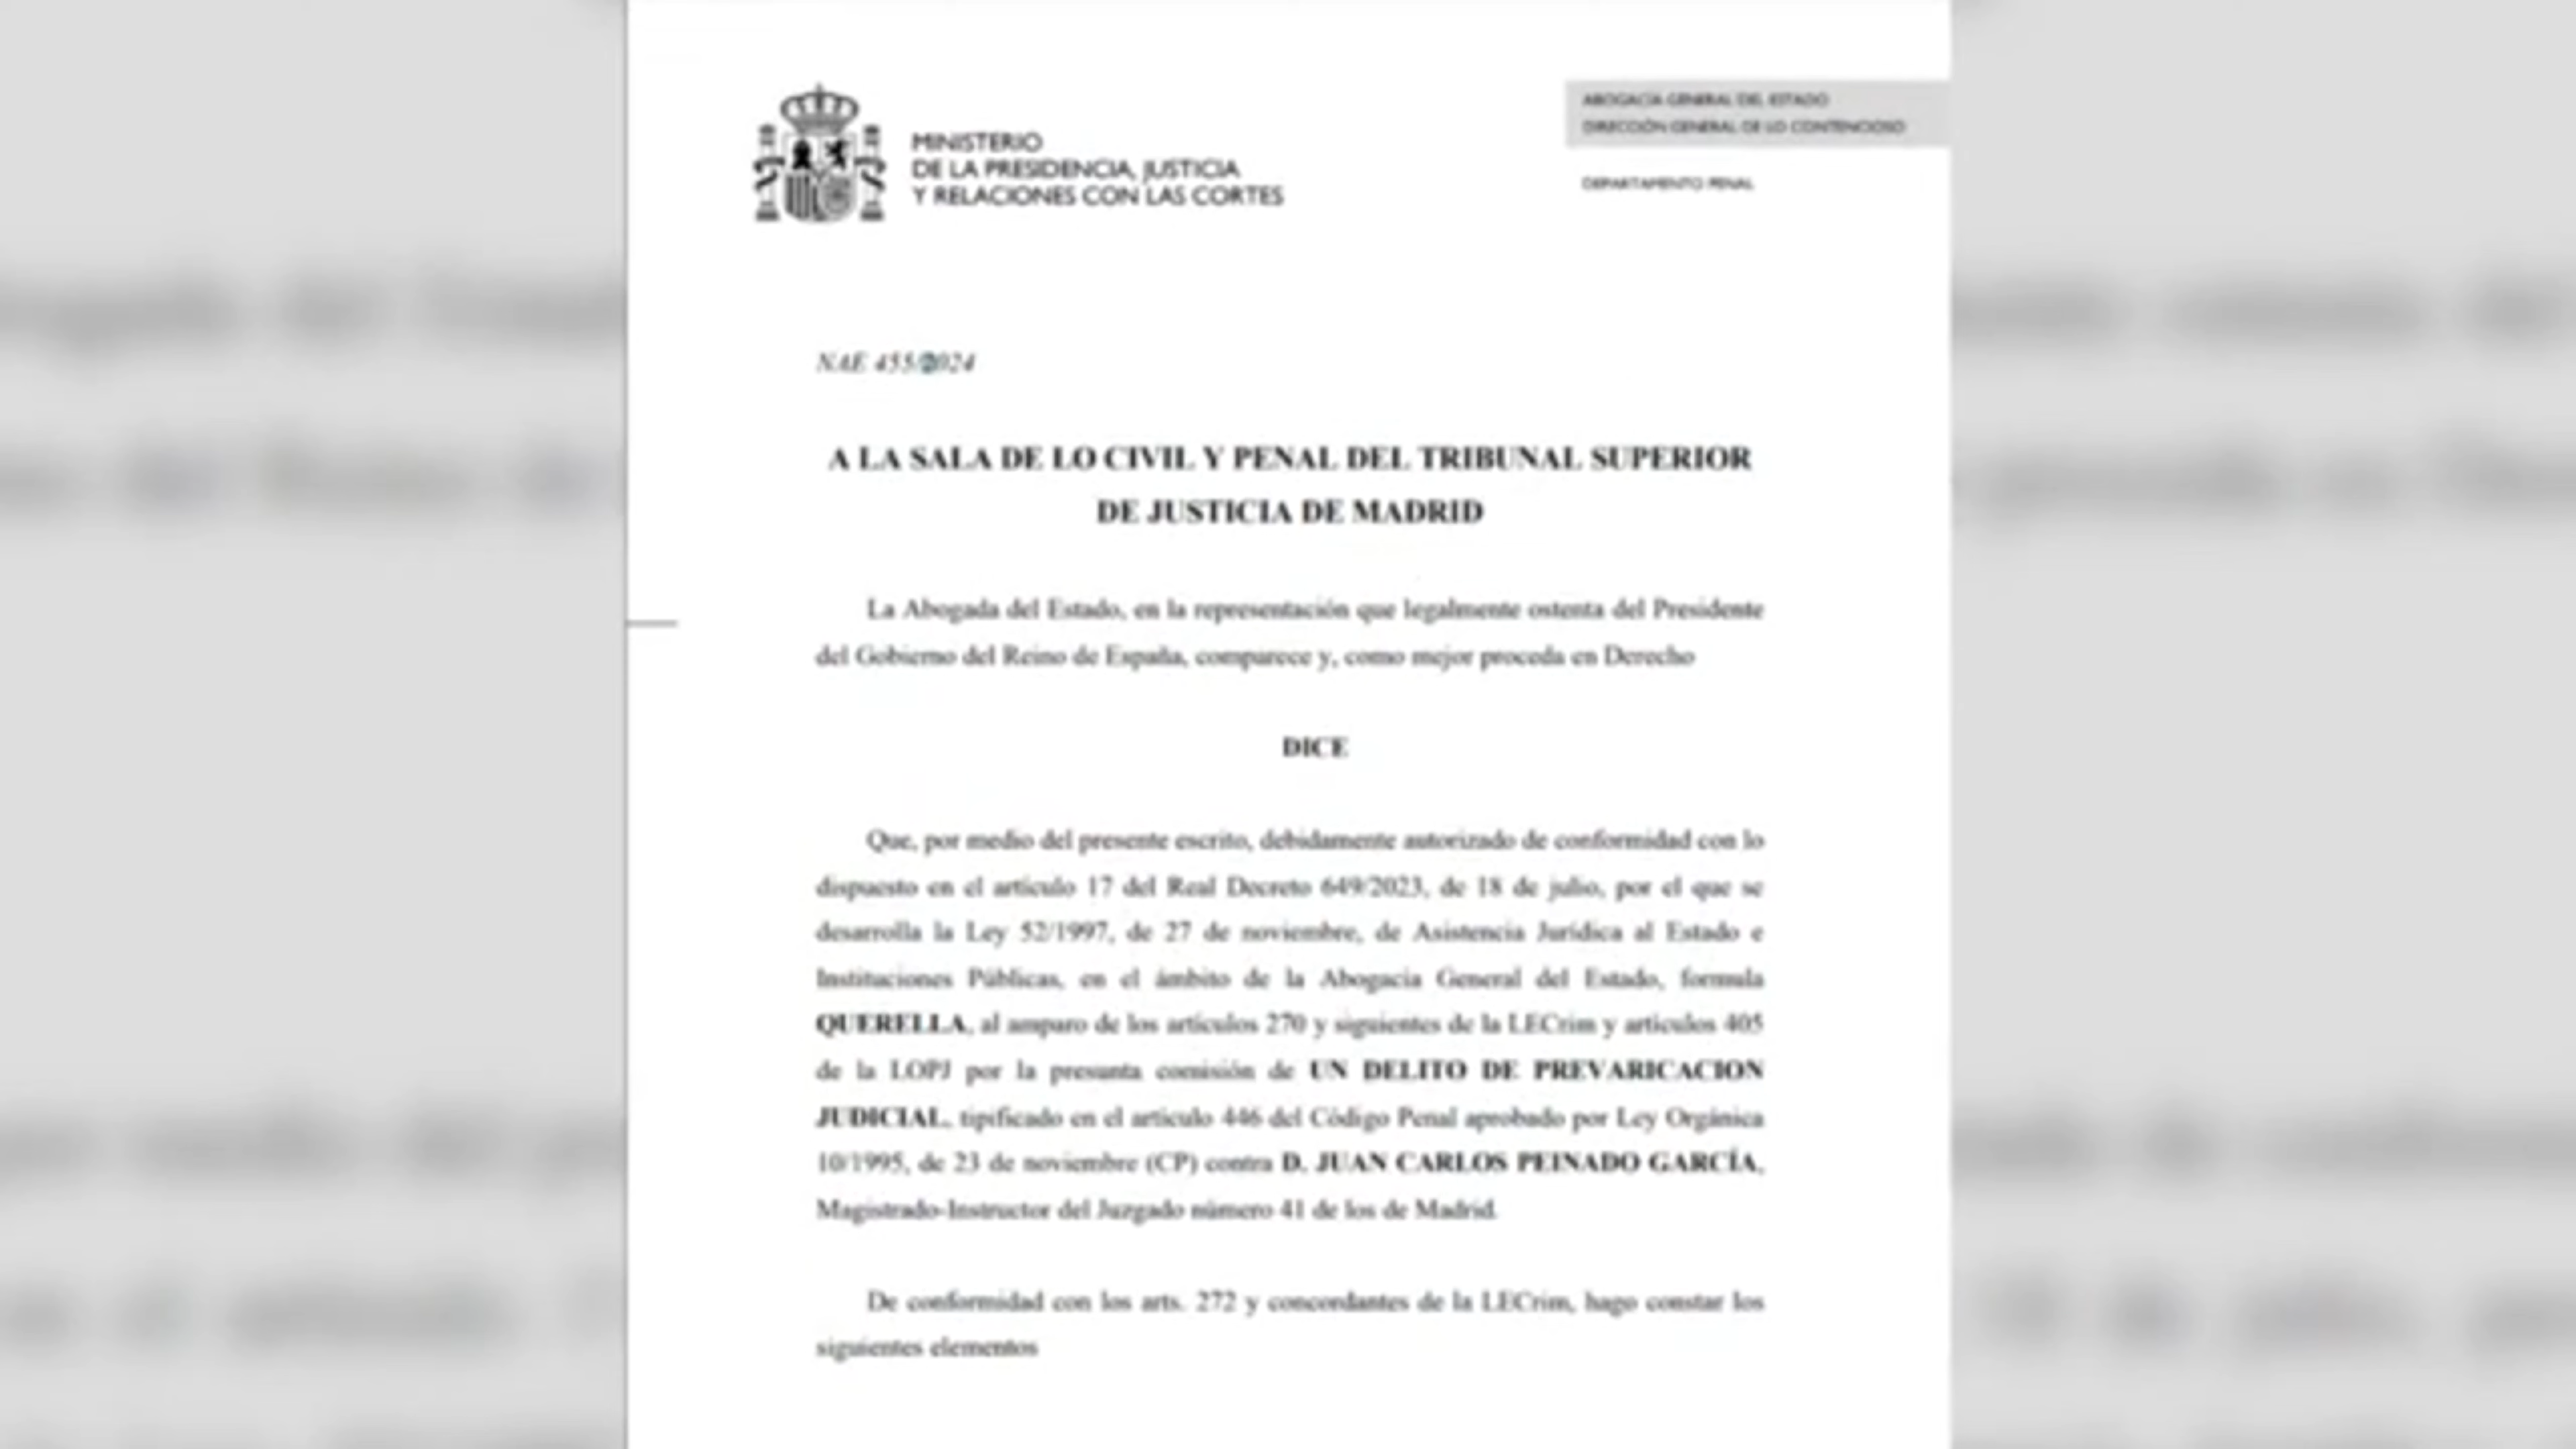 MINISTERIO
DE LA PRESIDENCIA, JUSTICIA
Y RELACIONES CON LAS CORTES
ABOGACÍA GENERAL DEL ESTADO
DIRECCIÓN GENERAL DE LO CONTENCIOSO
DEPARTAMENTO PENAL
NAE 455/2024
A LA SALA DE LO CIVIL Y PENAL DEL TRIBUNAL SUPERIOR
DE JUSTICIA DE MADRID
La Abogada del Estado, en la representación que legalmente ostenta del Presidente
del Gobierno del Reino de España, comparece y, como mejor proceda en Derecho
DICE
Que, por medio del presente escrito, debidamente autorizado de conformidad con lo
dispuesto en el artículo 17 del Real Decreto 649/2023, de 18 de julio, por el que se
desarrolla la Ley 52/1997, de 27 de noviembre, de Asistencia Jurídica al Estado e
Instituciones Públicas, en el ámbito de la Abogacía General del Estado, formula
QUERELLA, al amparo de los artículos 270 y siguientes de la LECrim y artículos 405
de la LOPJ por la presunta comisión de UN DELITO DE PREVARICACION
JUDICIAL, tipificado en el artículo 446 del Código Penal aprobado por Ley Orgánica
10/1995, de 23 de noviembre (CP) contra D. JUAN CARLOS PEINADO GARCÍA,
Magistrado-Instructor del Juzgado número 41 de los de Madrid.
De conformidad con los arts. 272 y concordantes de la LECrim, hago constar los
siguientes elementos